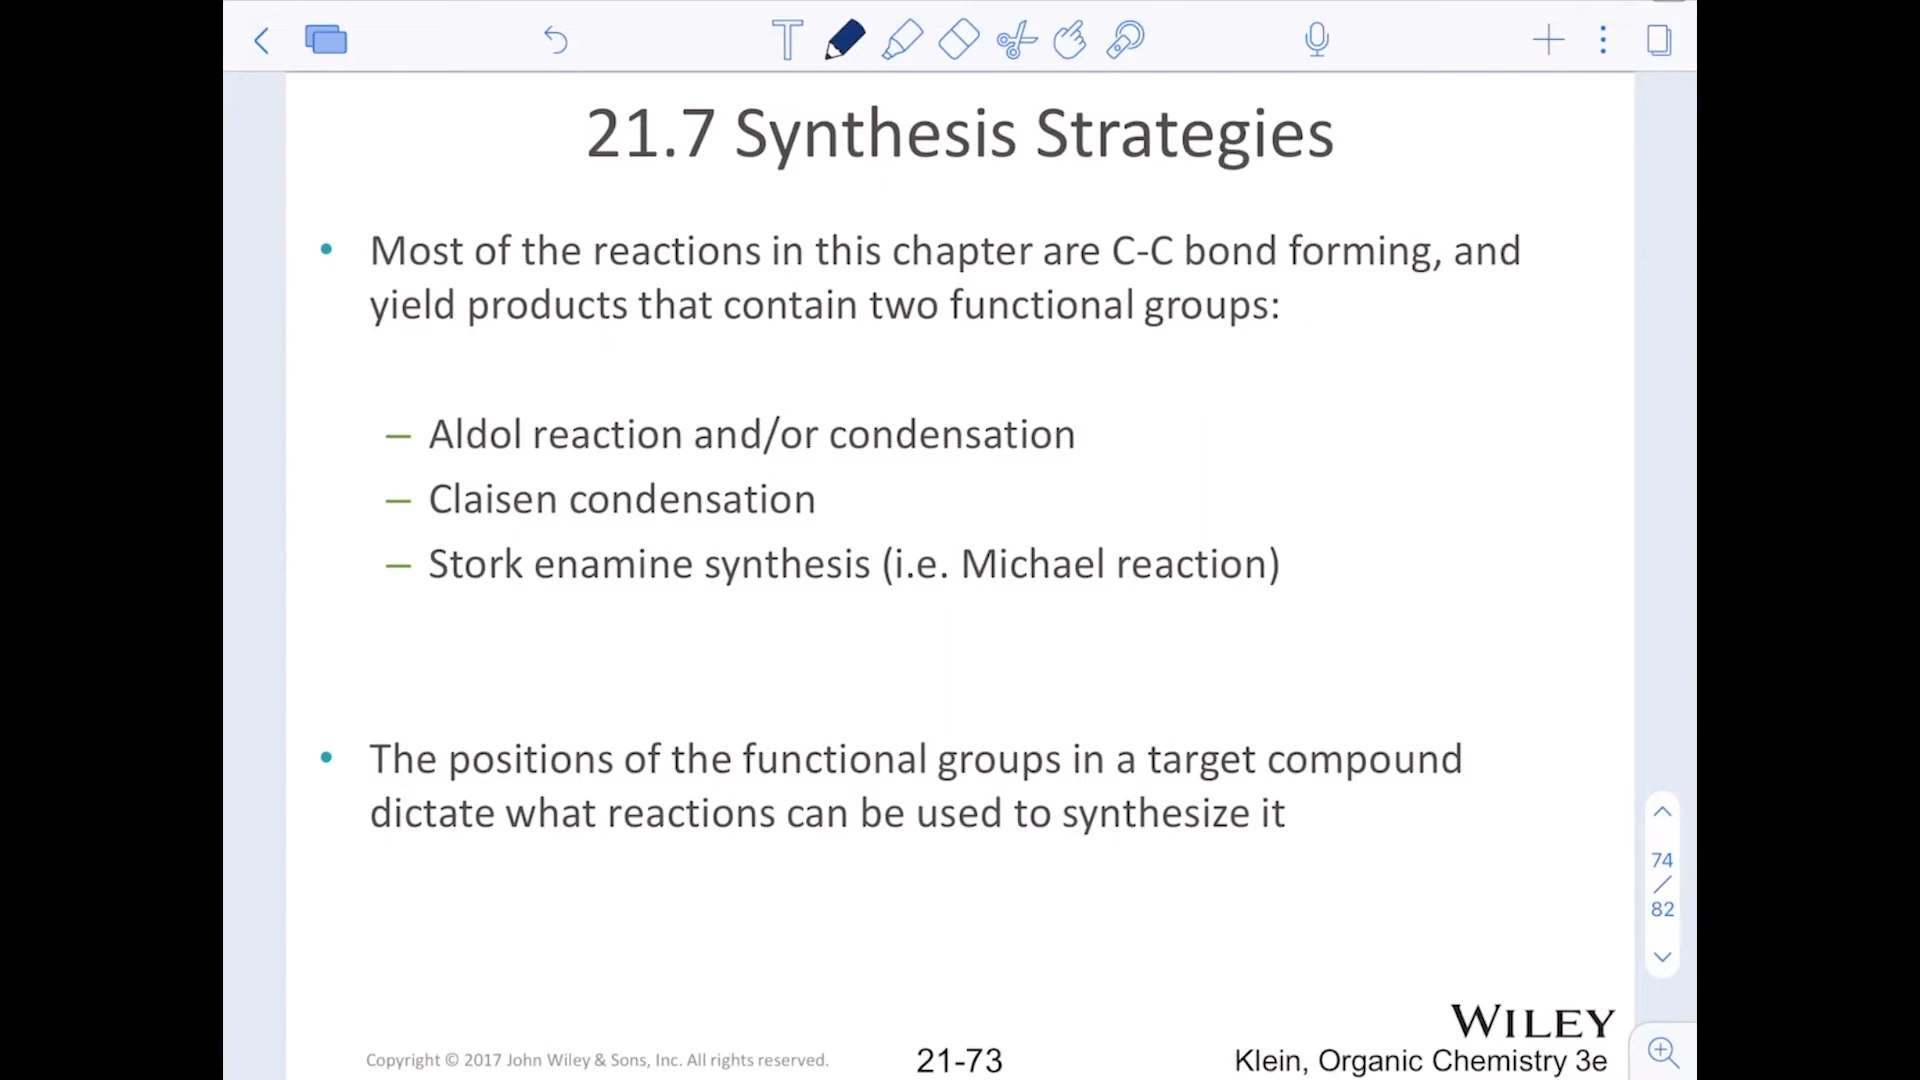 21.7 Synthesis Strategies
• Most of the reactions in this chapter are C-C bond forming, and
yield products that contain two functional groups:
– Aldol reaction and/or condensation
– Claisen condensation
– Stork enamine synthesis (i.e. Michael reaction)
• The positions of the functional groups in a target compound
dictate what reactions can be used to synthesize it
74
/
82
WILEY
Copyright © 2017 John Wiley & Sons, Inc. All rights reserved.
21-73
Klein, Organic Chemistry 3e